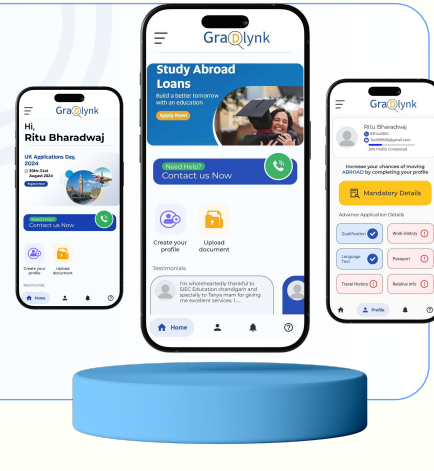 GraDlynk
Hi,
Ritu Bharadwaj
UK Applications Day,
2024
30th-31st
August 2024
Register Now!
Need Help?
Contact us Now
Create your
profile
Upload
document
Testimonials
Home
GraDlynk
Study Abroad
Loans
Build a better tomorrow
with an education
Apply Now!
Need Help?
Contact us Now
Create your
profile
Upload
document
Testimonials
I'm wholeheartedly thankful to
SIEC Education chandigarh and
specially to Tanya mam for giving
me excellent services. I....
Home
GraDlynk
Ritu Bharadwaj
29% Profile Completed
Increase your chances of moving
ABROAD by completing your profile
Mandatory Details
Advance Application Details
Qualification
Work History
Language
Test
Passport
Travel History
Relative Info
Profile